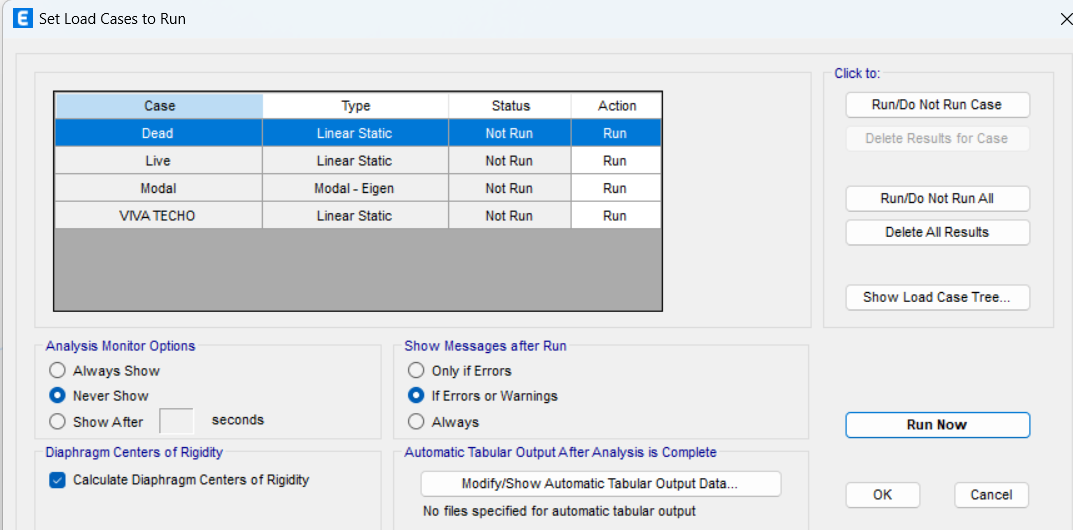 E Set Load Cases to Run
Click to:
Case Type Status Action
Dead Linear Static Not Run Run
Live Linear Static Not Run Run
Modal Modal - Eigen Not Run Run
VIVA TECHO Linear Static Not Run Run
Run/Do Not Run Case
Delete Results for Case
Run/Do Not Run All
Delete All Results
Show Load Case Tree...
Analysis Monitor Options
Always Show
Never Show
Show After seconds
Show Messages after Run
Only if Errors
If Errors or Warnings
Always
Run Now
Diaphragm Centers of Rigidity
Calculate Diaphragm Centers of Rigidity
Automatic Tabular Output After Analysis is Complete
Modify/Show Automatic Tabular Output Data...
No files specified for automatic tabular output
OK Cancel